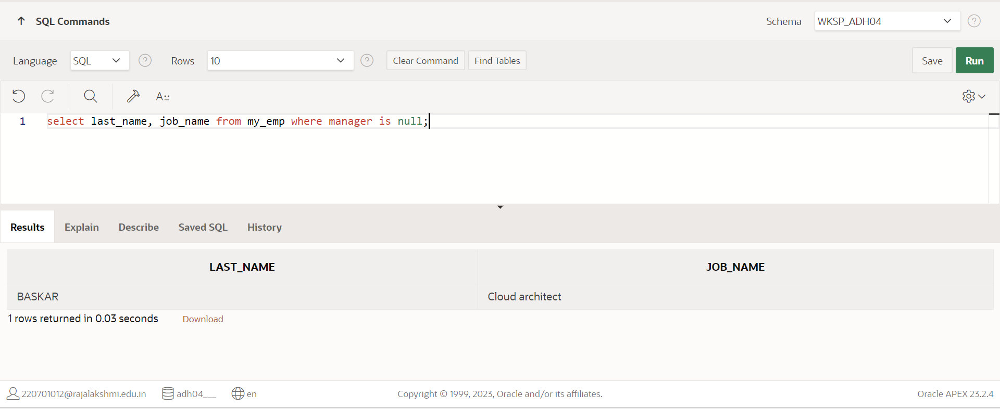 SQL Commands
Schema WKSP_ADH04
Language SQL Rows 10 Clear Command Find Tables Save Run
1 select last_name, job_name from my_emp where manager is null;
Results Explain Describe Saved SQL History
LAST_NAME JOB_NAME
BASKAR Cloud architect
1 rows returned in 0.03 seconds Download
220701012@rajalakshmi.edu.in adh04___ en Copyright © 1999, 2023, Oracle and/or its affiliates. Oracle APEX 23.2.4